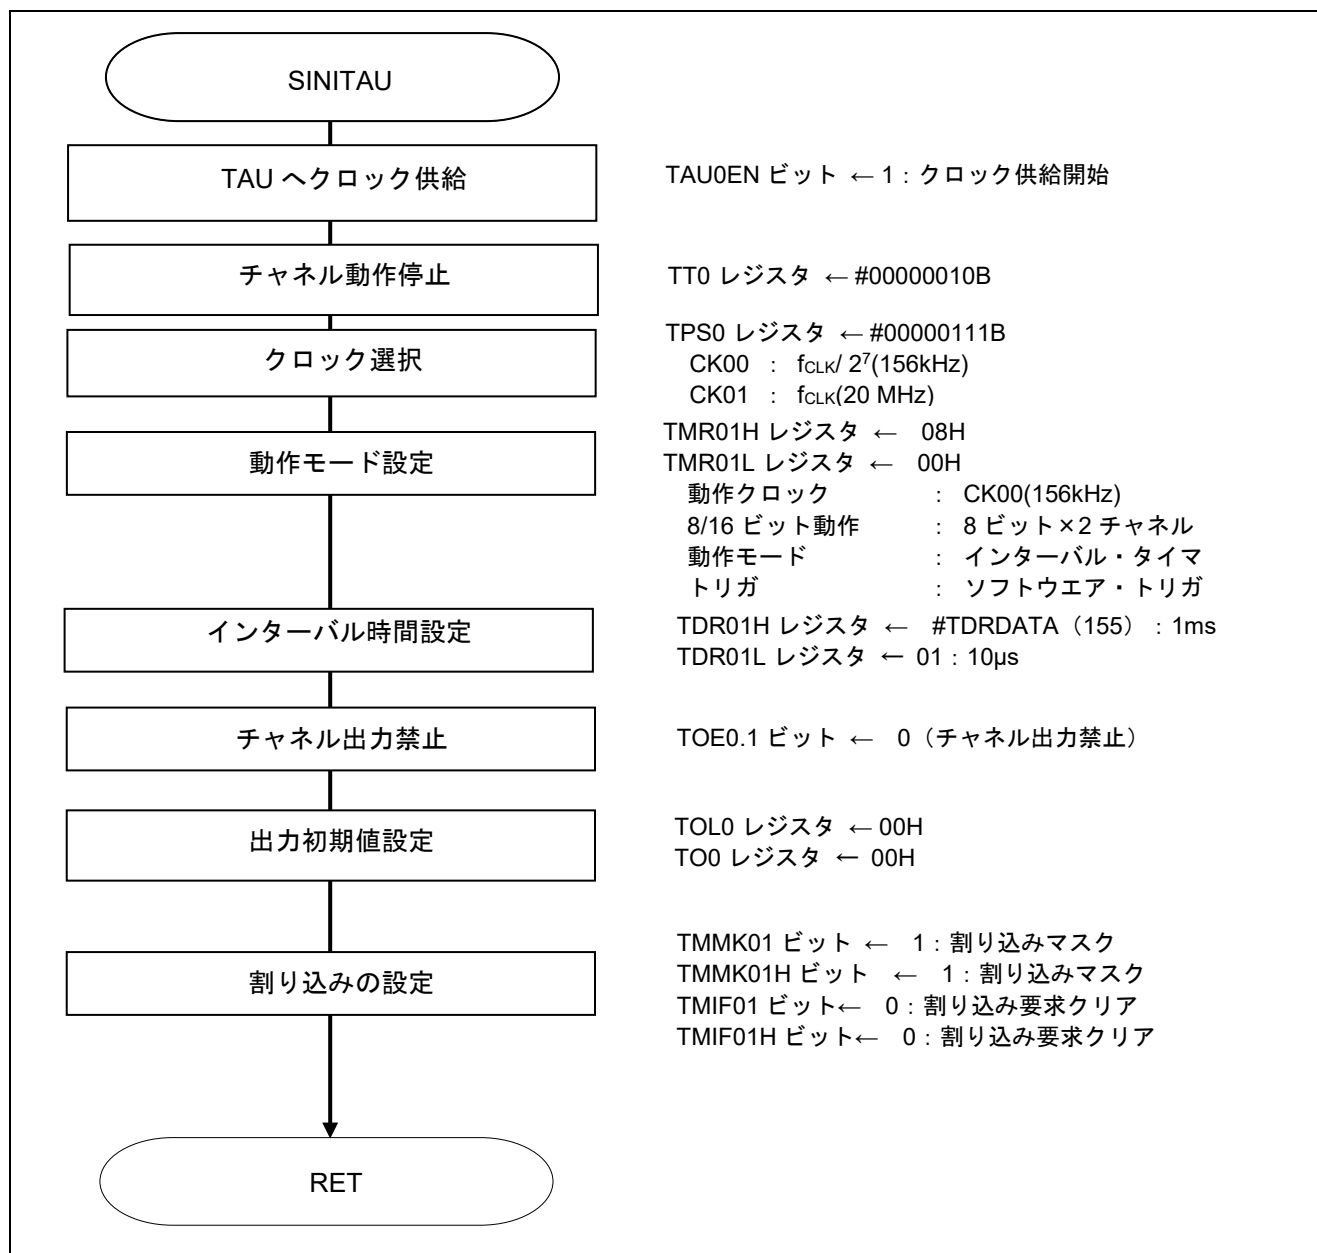 SINITAU
TAU へクロック供給
TAU0EN ビット ← 1：クロック供給開始
チャネル動作停止
TT0 レジスタ ← #00000010B
クロック選択
TPS0 レジスタ ← #00000111B
CK00 ： fCLK/ 2⁷(156kHz)
CK01 ： fCLK(20 MHz)
動作モード設定
TMR01H レジスタ ← 08H
TMR01L レジスタ ← 00H
動作クロック ： CK00(156kHz)
8/16 ビット動作 ： 8 ビット×2 チャネル
動作モード ： インターバル・タイマ
トリガ ： ソフトウエア・トリガ
インターバル時間設定
TDR01H レジスタ ← #TDRDATA（155）：1ms
TDR01L レジスタ ← 01：10µs
チャネル出力禁止
TOE0.1 ビット ← 0（チャネル出力禁止）
出力初期値設定
TOL0 レジスタ ← 00H
TO0 レジスタ ← 00H
割り込みの設定
TMMK01 ビット ← 1：割り込みマスク
TMMK01H ビット ← 1：割り込みマスク
TMIF01 ビット← 0：割り込み要求クリア
TMIF01H ビット← 0：割り込み要求クリア
RET